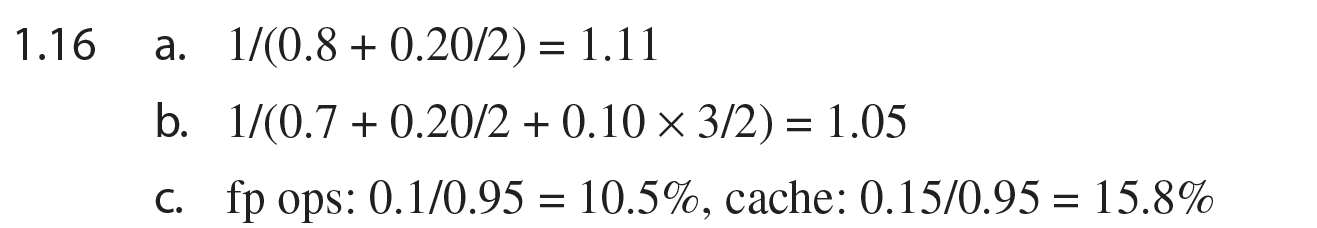 1.16 a. 1/(0.8 + 0.20/2) = 1.11
b. 1/(0.7 + 0.20/2 + 0.10 × 3/2) = 1.05
c. fp ops: 0.1/0.95 = 10.5%, cache: 0.15/0.95 = 15.8%